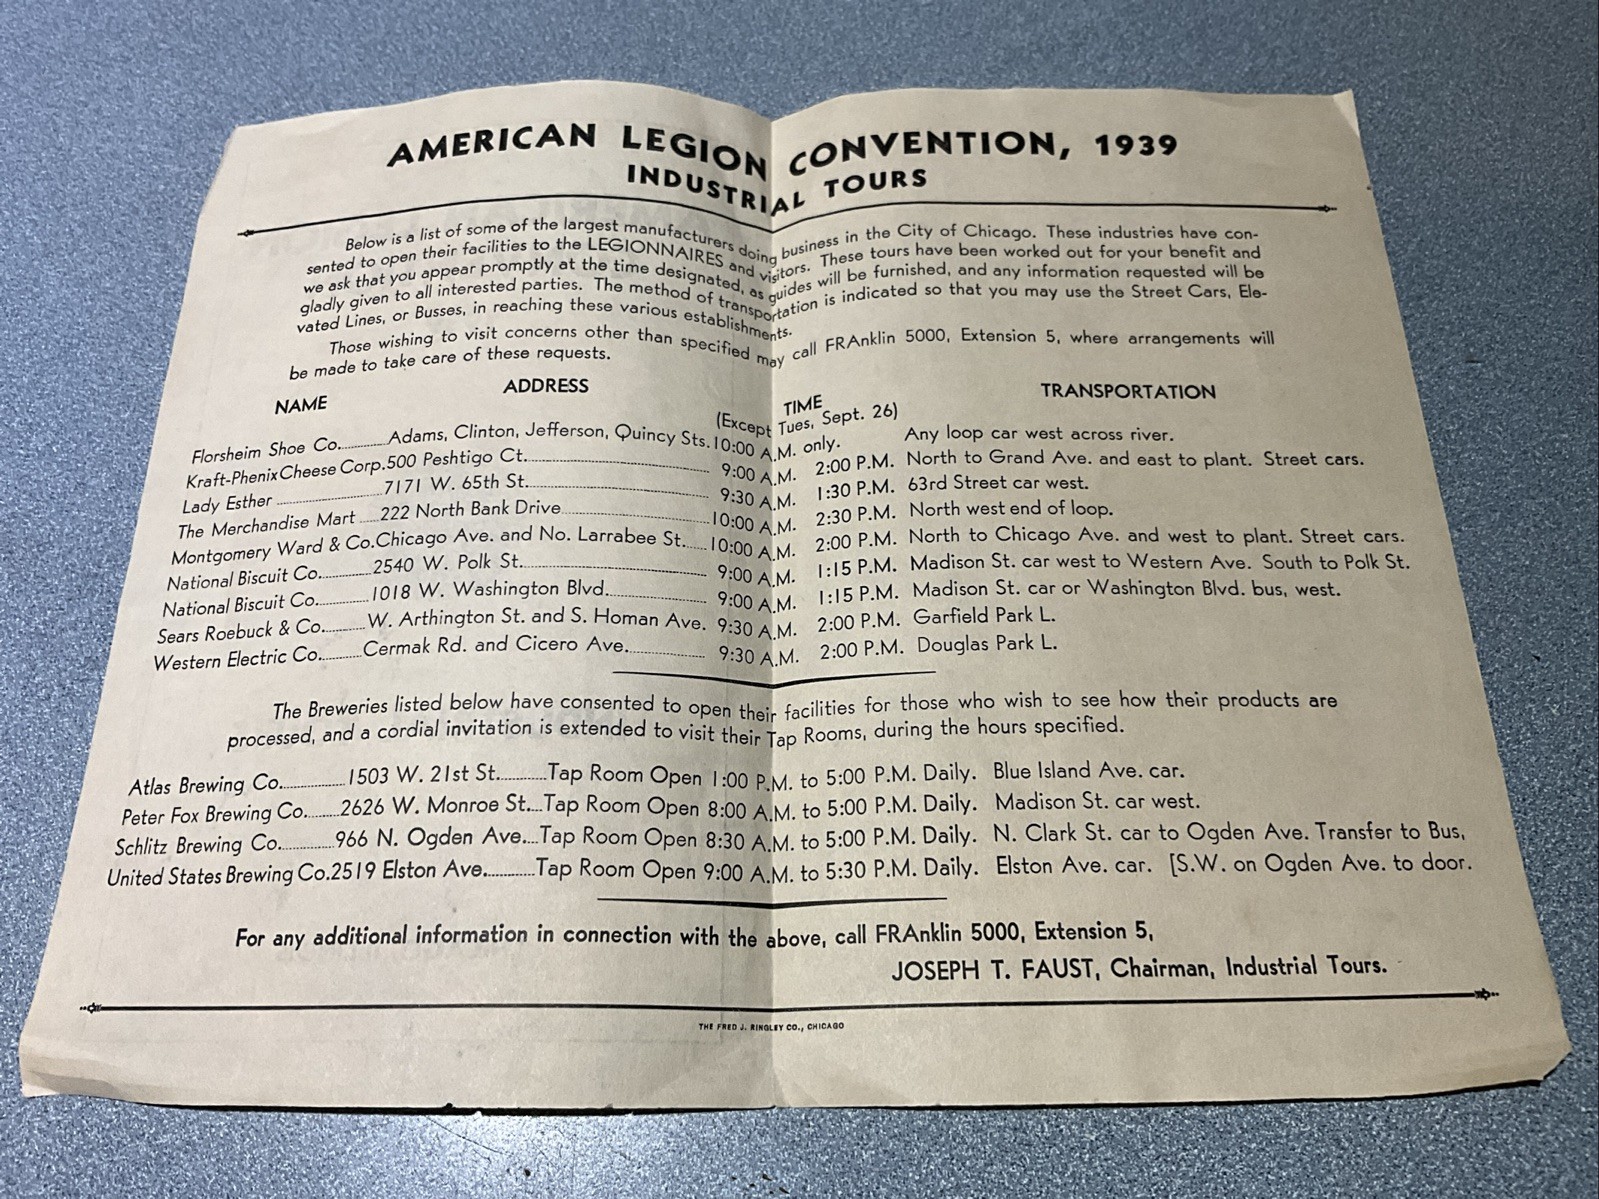 AMERICAN LEGION CONVENTION, 1939
INDUSTRIAL TOURS
Below is a list of some of the largest manufacturers doing business in the City of Chicago. These industries have con-
sented to open their facilities to the LEGIONNAIRES and visitors. These tours have been worked out for your benefit and
we ask that you appear promptly at the time designated, as guides will be furnished, and any information requested will be
gladly given to all interested parties. The method of transportation is indicated so that you may use the Street Cars, Ele-
vated Lines, or Busses, in reaching these various establishments.
Those wishing to visit concerns other than specified may call FRAnklin 5000, Extension 5, where arrangements will
be made to take care of these requests.
NAME ADDRESS TIME TRANSPORTATION
(Except Tues, Sept. 26)
Florsheim Shoe Co. Adams, Clinton, Jefferson, Quincy Sts. 10:00 A.M. only. Any loop car west across river.
Kraft-Phenix Cheese Corp. 500 Peshtigo Ct. 9:00 A.M. 2:00 P.M. North to Grand Ave. and east to plant. Street cars.
Lady Esther 7171 W. 65th St. 9:30 A.M. 1:30 P.M. 63rd Street car west.
The Merchandise Mart 222 North Bank Drive 10:00 A.M. 2:30 P.M. North west end of loop.
Montgomery Ward & Co. Chicago Ave. and No. Larrabee St. 10:00 A.M. 2:00 P.M. North to Chicago Ave. and west to plant. Street cars.
National Biscuit Co. 2540 W. Polk St. 9:00 A.M. 1:15 P.M. Madison St. car west to Western Ave. South to Polk St.
National Biscuit Co. 1018 W. Washington Blvd. 9:00 A.M. 1:15 P.M. Madison St. car or Washington Blvd. bus, west.
Sears Roebuck & Co. W. Arthington St. and S. Homan Ave. 9:30 A.M. 2:00 P.M. Garfield Park L.
Western Electric Co. Cermak Rd. and Cicero Ave. 9:30 A.M. 2:00 P.M. Douglas Park L.
The Breweries listed below have consented to open their facilities for those who wish to see how their products are
processed, and a cordial invitation is extended to visit their Tap Rooms, during the hours specified.
Atlas Brewing Co. 1503 W. 21st St. Tap Room Open 1:00 P.M. to 5:00 P.M. Daily. Blue Island Ave. car.
Peter Fox Brewing Co. 2626 W. Monroe St. Tap Room Open 8:00 A.M. to 5:00 P.M. Daily. Madison St. car west.
Schlitz Brewing Co. 966 N. Ogden Ave. Tap Room Open 8:30 A.M. to 5:00 P.M. Daily. N. Clark St. car to Ogden Ave. Transfer to Bus,
United States Brewing Co. 2519 Elston Ave. Tap Room Open 9:00 A.M. to 5:30 P.M. Daily. Elston Ave. car. [S.W. on Ogden Ave. to door.
For any additional information in connection with the above, call FRAnklin 5000, Extension 5,
JOSEPH T. FAUST, Chairman, Industrial Tours.
THE FRED J. RINGLEY CO., CHICAGO